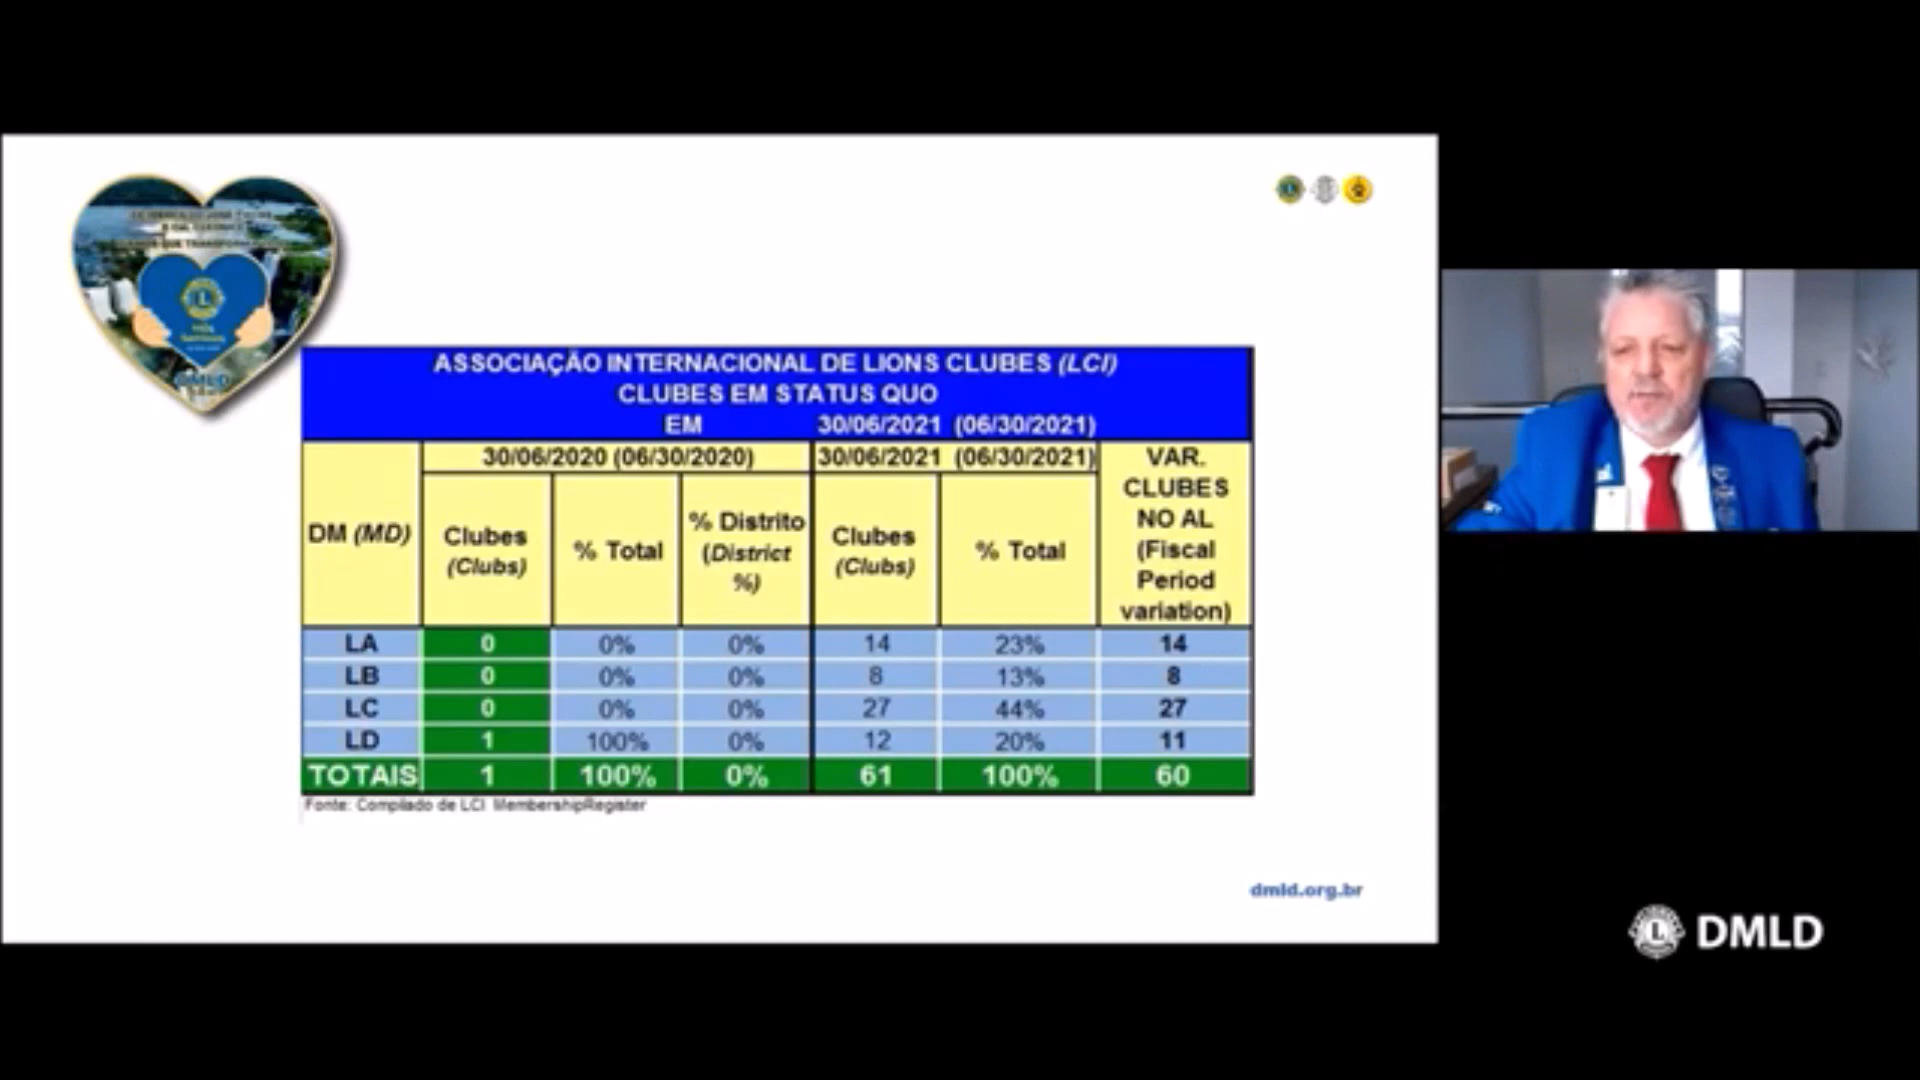 ASSOCIAÇÃO INTERNACIONAL DE LIONS CLUBES (LCI)
CLUBES EM STATUS QUO
EM 30/06/2021 (06/30/2021)
DM (MD)
30/06/2020 (06/30/2020)
30/06/2021 (06/30/2021)
VAR.
CLUBES
NO AL
(Fiscal
Period
variation)
Clubes
(Clubs)
% Total
% Distrito
(District
%)
Clubes
(Clubs)
% Total
LA 0 0% 0% 14 23% 14
LB 0 0% 0% 8 13% 8
LC 0 0% 0% 27 44% 27
LD 1 100% 0% 12 20% 11
TOTAIS 1 100% 0% 61 100% 60
Fonte: Compilado de LCI MembershipRegister
dmld.org.br
DMLD
L DMLD